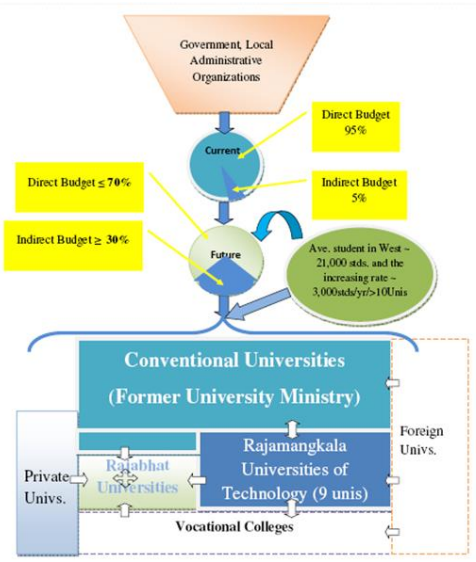 Government, Local
Administrative
Organizations
Direct Budget
95%
Current
Indirect Budget
5%
Direct Budget ≤ 70%
Indirect Budget ≥ 30%
Future
Ave. student in West ~
21,000 stds. and the
increasing rate ~
3,000stds/yr/>10Unis
Conventional Universities
(Former University Ministry)
Foreign
Univs.
Rajamangkala
Universities of
Technology (9 unis)
Rajabhat
Universities
Private
Univs.
Vocational Colleges